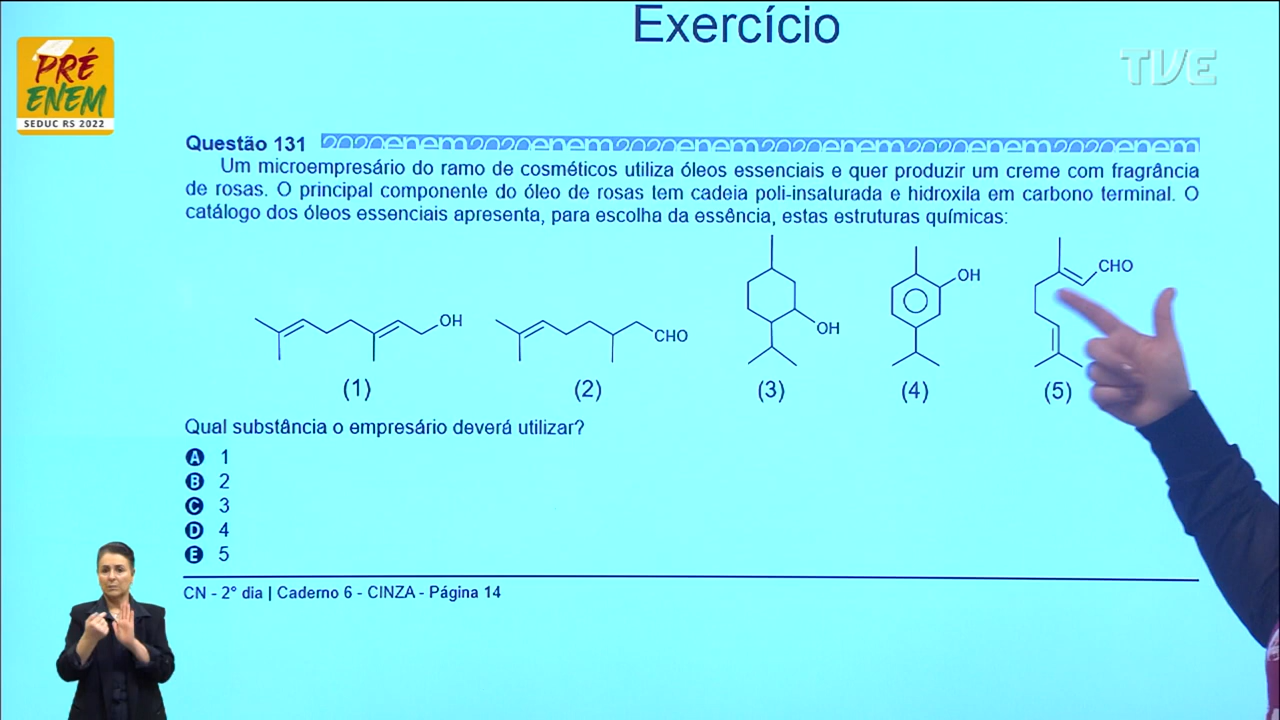 Exercício
TVE
PRÉ
ENEM
SEDUC RS 2022
Questão 131
2020enem2020enem2020enem2020enem2020enem2020enem
Um microempresário do ramo de cosméticos utiliza óleos essenciais e quer produzir um creme com fragrância
de rosas. O principal componente do óleo de rosas tem cadeia poli-insaturada e hidroxila em carbono terminal. O
catálogo dos óleos essenciais apresenta, para escolha da essência, estas estruturas químicas:
OH
CHO
OH
OH
CHO
(1) (2) (3) (4) (5)
Qual substância o empresário deverá utilizar?
A 1
B 2
C 3
D 4
E 5
CN - 2° dia | Caderno 6 - CINZA - Página 14